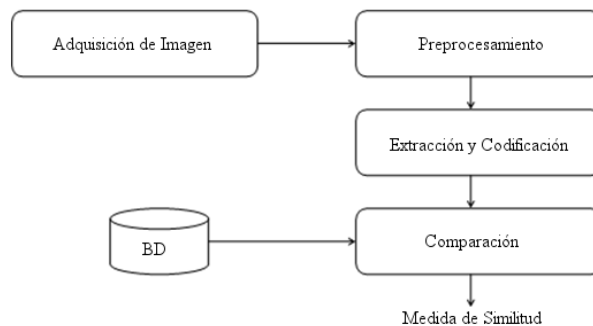 Adquisición de Imagen
Preprocesamiento
Extracción y Codificación
BD
Comparación
Medida de Similitud